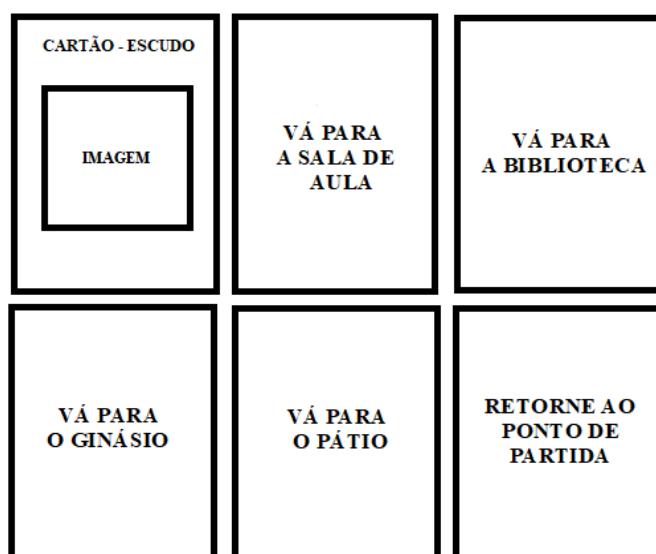 CARTÃO - ESCUDO
IMAGEM
VÁ PARA
A SALA DE
AULA
VÁ PARA
A BIBLIOTECA
VÁ PARA
O GINÁSIO
VÁ PARA
O PÁTIO
RETORNE AO
PONTO DE
PARTIDA